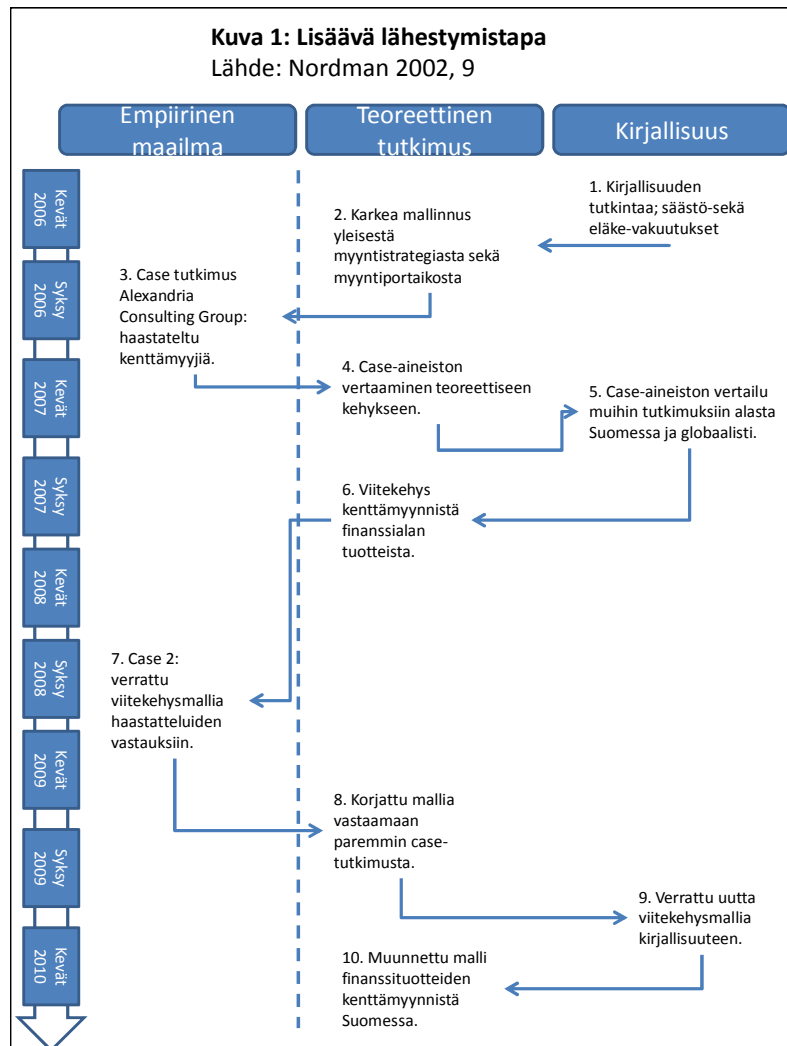 Kuva 1: Lisäävä lähestymistapa
Lähde: Nordman 2002, 9
Empiirinen
maailma
Teoreettinen
tutkimus
Kirjallisuus
Kevät
2006
Syksy
2006
Kevät
2007
Syksy
2007
Kevät
2008
Syksy
2008
Kevät
2009
Syksy
2009
Kevät
2010
1. Kirjallisuuden
tutkintaa; säästö-sekä
eläke-vakuutukset
2. Karkea mallinnus
yleisestä
myyntistrategiasta sekä
myyntiportaikosta
3. Case tutkimus
Alexandria
Consulting Group:
haastateltu
kenttämyyjiä.
4. Case-aineiston
vertaaminen teoreettiseen
kehykseen.
5. Case-aineiston vertailu
muihin tutkimuksiin alasta
Suomessa ja globaalisti.
6. Viitekehys
kenttämyynnistä
finanssialan
tuotteista.
7. Case 2:
verrattu
viitekehysmallia
haastatteluiden
vastauksiin.
8. Korjattu mallia
vastaamaan
paremmin case-
tutkimusta.
9. Verrattu uutta
viitekehysmallia
kirjallisuuteen.
10. Muunnettu malli
finanssituotteiden
kenttämyynnistä
Suomessa.